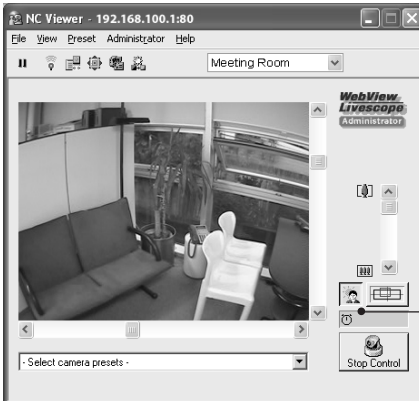 NC Viewer - 192.168.100.1:80
File View Preset Administrator Help
Meeting Room
WebView
Livescope
Administrator
- Select camera presets -
Stop Control